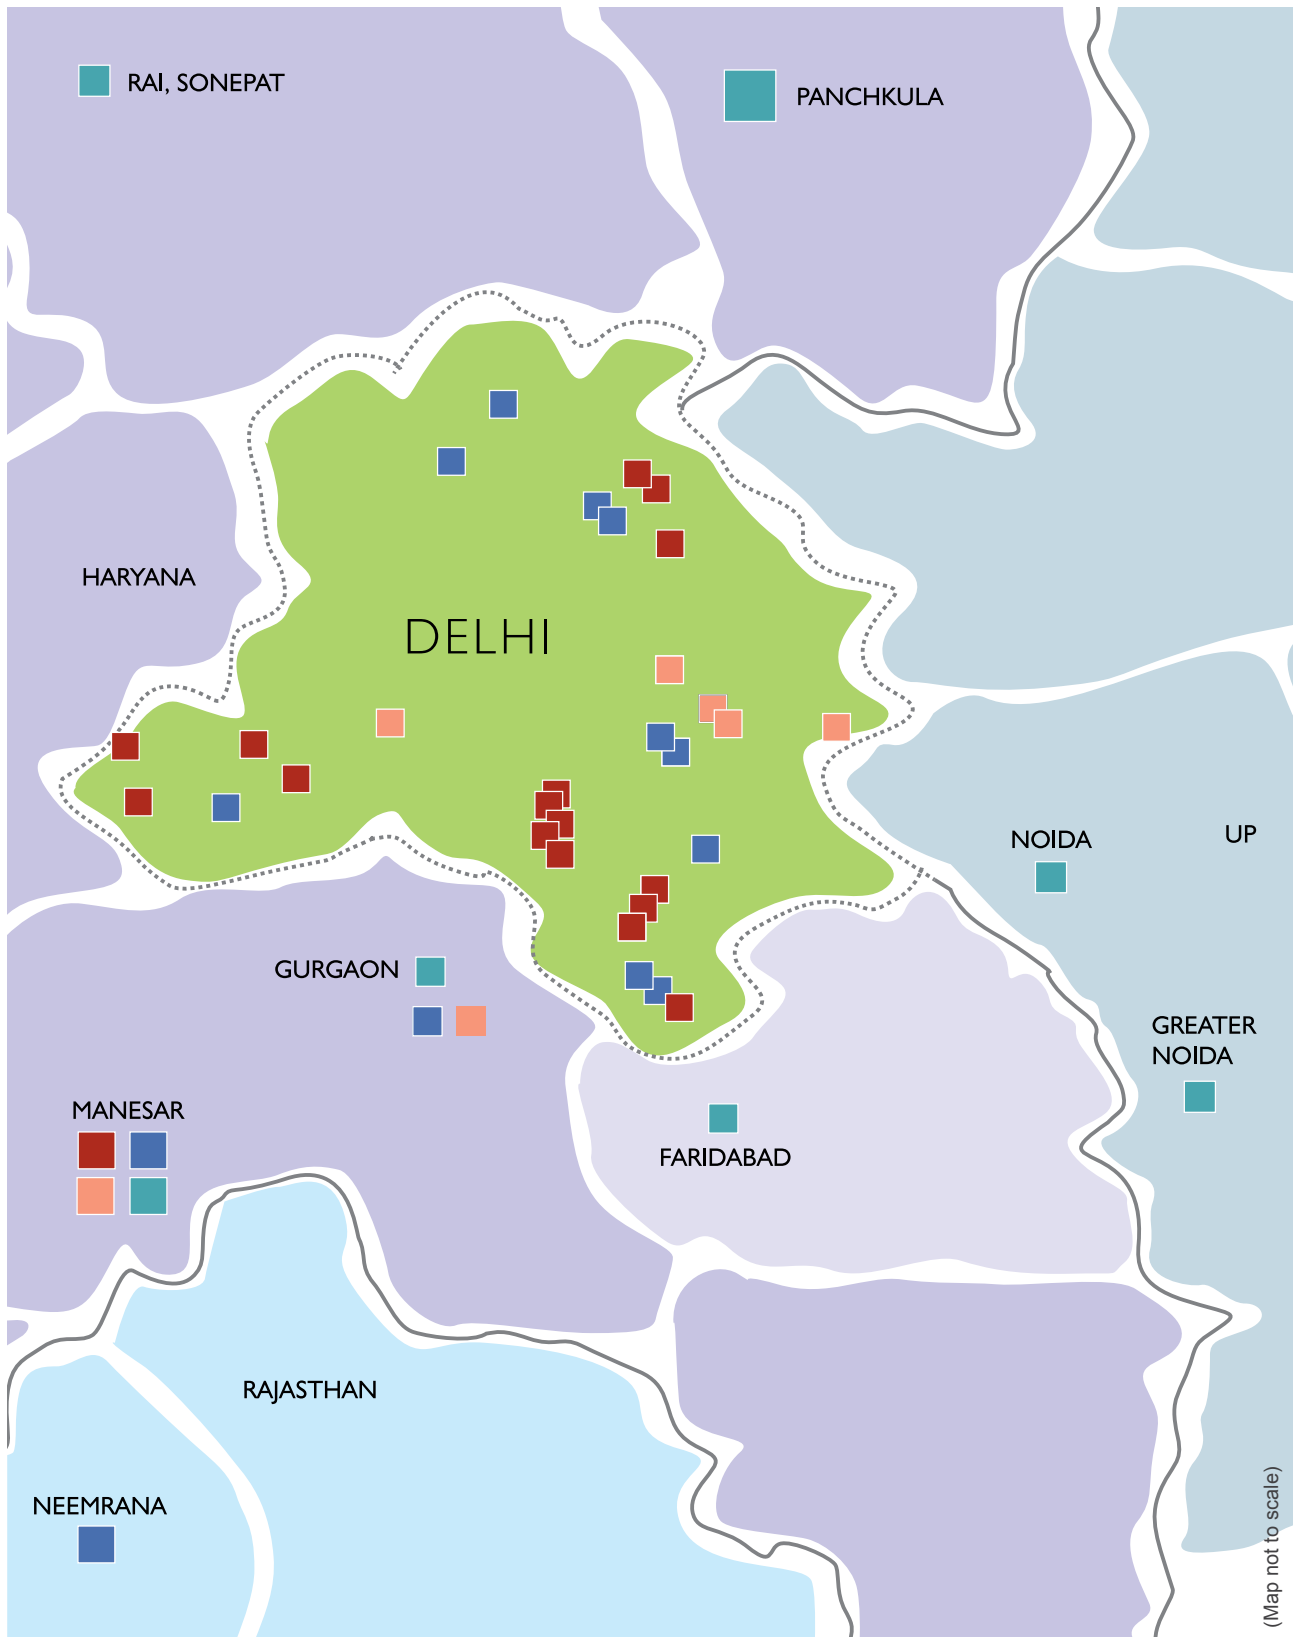 RAI, SONEPAT
PANCHKULA
HARYANA
DELHI
NOIDA
UP
GURGAON
GREATER
NOIDA
MANESAR
FARIDABAD
RAJASTHAN
NEEMRANA
(Map not to scale)